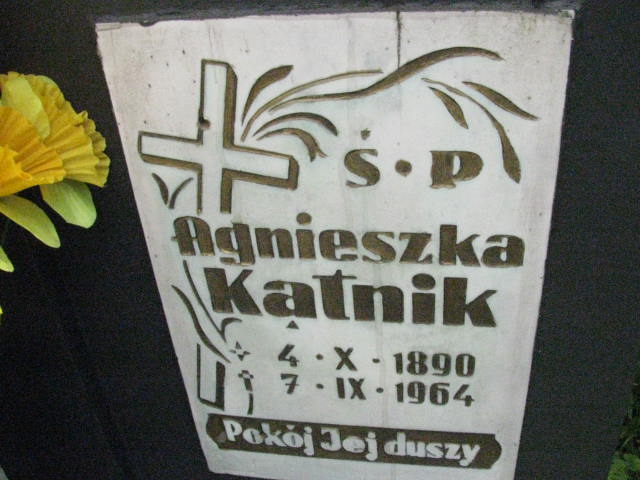 Ś·P
Agnieszka
Kątnik
4·X·1890
7·IX·1964
Pokój Jej duszy